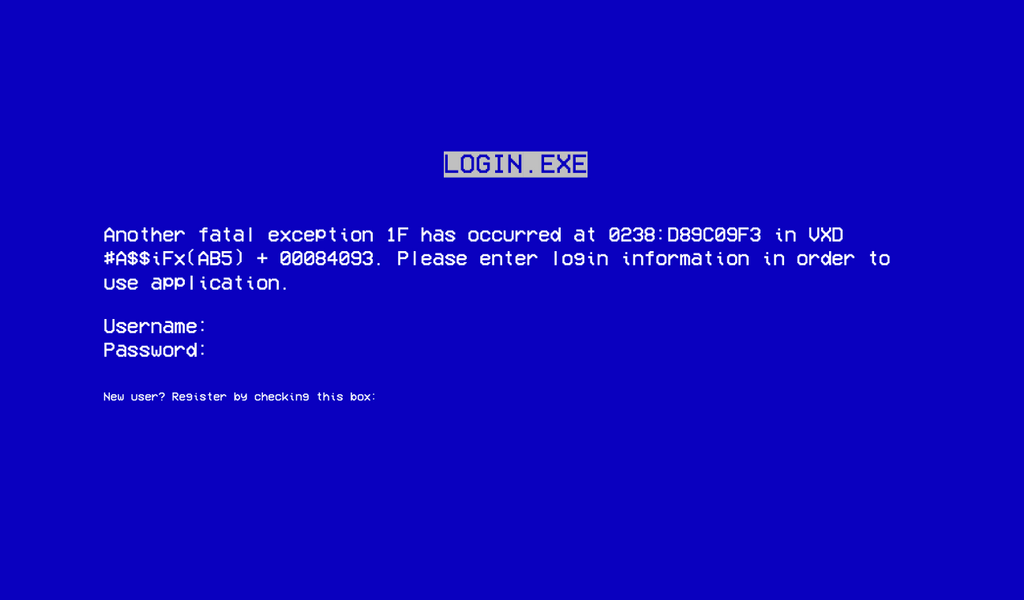 LOGIN.EXE
Another fatal exception 1F has occurred at 0238:D89C09F3 in VXD
#A$$iFx(AB5) + 00084093. Please enter login information in order to
use application.
Username:
Password:
New user? Register by checking this box: